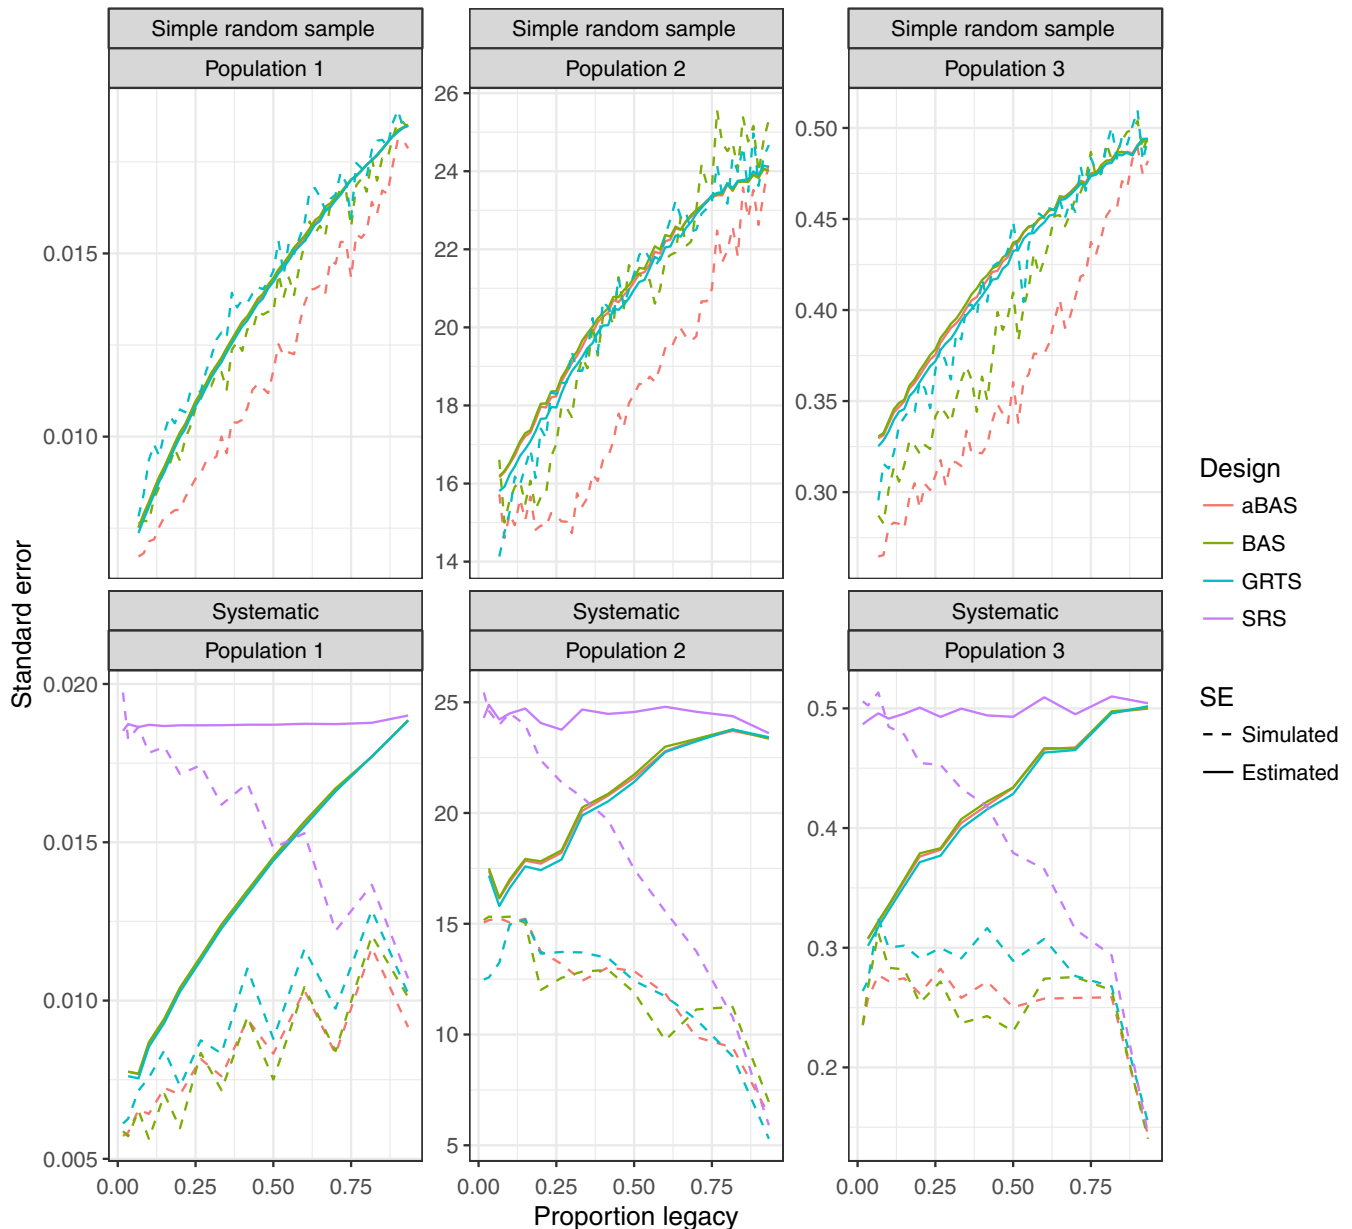 Simple random sample
Population 1
Simple random sample
Population 2
Simple random sample
Population 3
0.015
0.010
26
24
22
20
18
16
14
0.50
0.45
0.40
0.35
0.30
Standard error
Systematic
Population 1
Systematic
Population 2
Systematic
Population 3
0.020
0.015
0.010
0.005
25
20
15
10
5
0.5
0.4
0.3
0.2
0.00 0.25 0.50 0.75
0.00 0.25 0.50 0.75
0.00 0.25 0.50 0.75
Proportion legacy
Design
aBAS
BAS
GRTS
SRS
SE
Simulated
Estimated